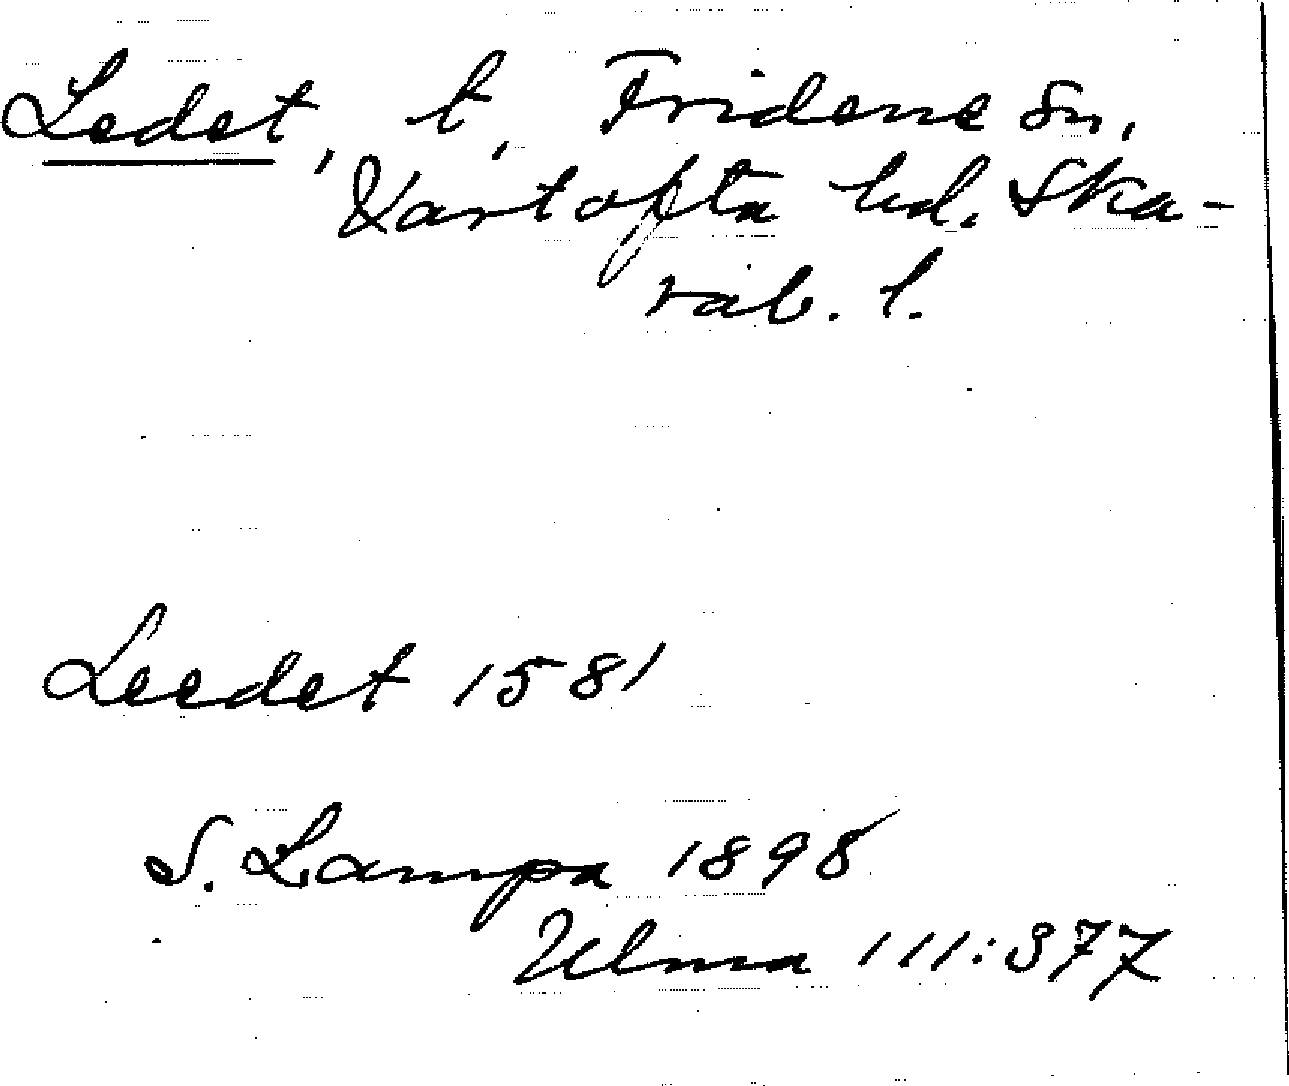 Ledet, t, Fridene sn,
Vartofta hd. Ska-
rab. l.
Leedet 1581
S. Lampa 1898
Ulma 111:377